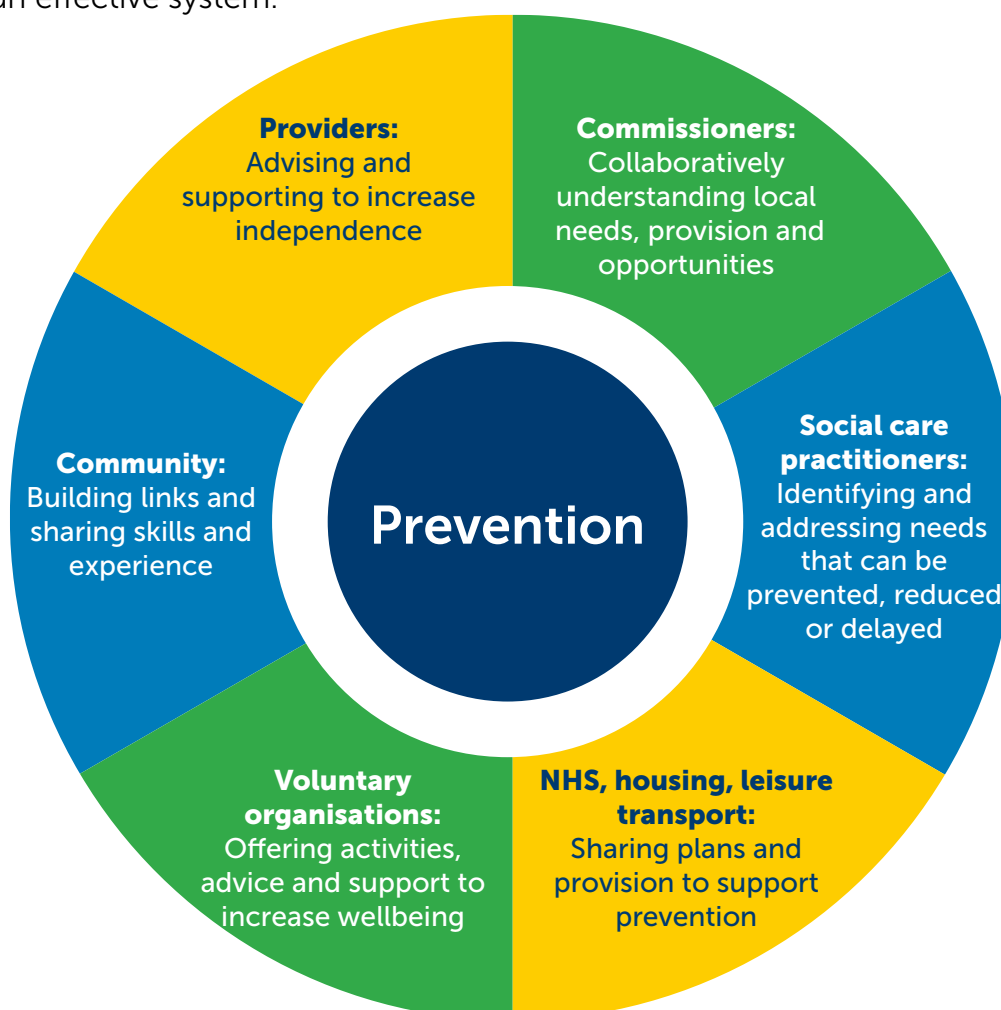 an effective system.
Providers:
Advising and
supporting to increase
independence
Commissioners:
Collaboratively
understanding local
needs, provision and
opportunities
Social care
practitioners:
Identifying and
addressing needs
that can be
prevented, reduced
or delayed
NHS, housing, leisure
transport:
Sharing plans and
provision to support
prevention
Voluntary
organisations:
Offering activities,
advice and support to
increase wellbeing
Community:
Building links and
sharing skills and
experience
Prevention